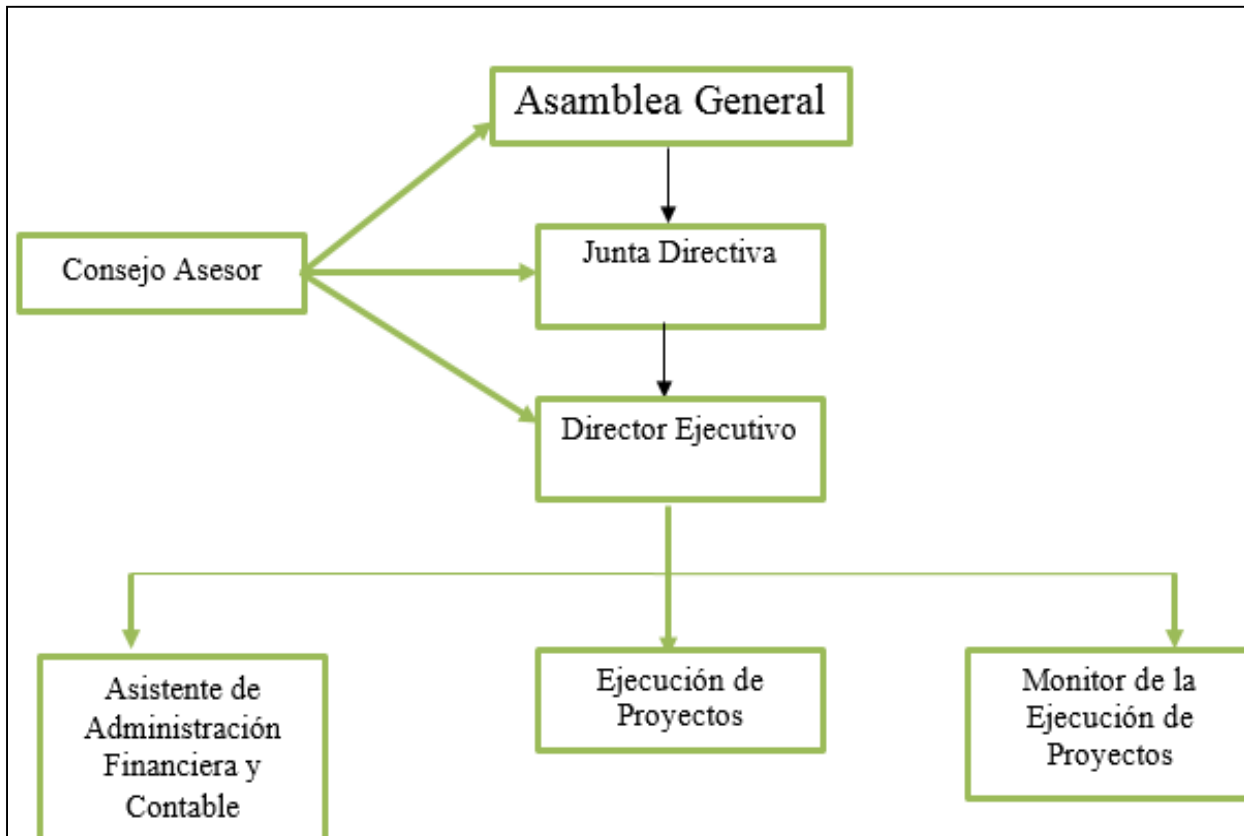 Asamblea General
Consejo Asesor
Junta Directiva
Director Ejecutivo
Asistente de
Administración
Financiera y
Contable
Ejecución de
Proyectos
Monitor de la
Ejecución de
Proyectos